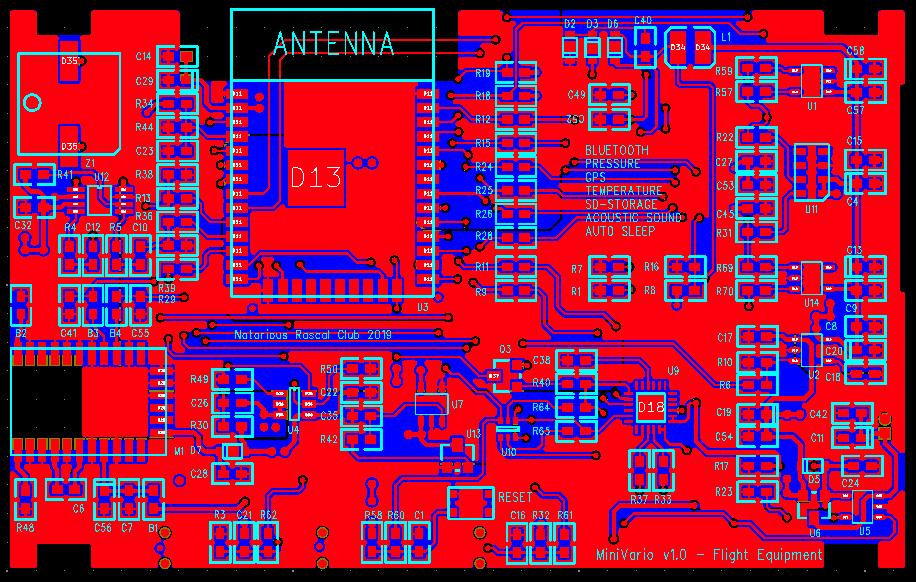 ANTENNA
D2 D3 D6 C40
D34 D34 L1
C14
D35
C29
R34
R44
C23
R38
D35
Z1
R41
U12
R13
R36
C32
R4 C12 R5 C10
R39
R29
B2 C41 B3 B4 C55
D13
R19
R18
R12
R15
R24
R25
R26
R28
R11
R9
U3
C49
BLUETOOTH
PRESSURE
GPS
TEMPERATURE
SD-STORAGE
ACOUSTIC SOUND
AUTO SLEEP
R7 R16
R1 R8
R59
R57
U1
C58
C57
R22
C27
C53
C45
R31
U11
C15
C4
R69
R70
U14
C13
C9
C8
C17
R10
R6
U2
C20
C18
Notarious Rascal Club 2019
R49
C26
R30
U4
D7
C28
M1
R50
C22
C35
R42
U7
U13
D3
R37
U10
C38
R40
R64
R65
U9
D18
R37 R33
C19
C54
R17
R23
C42
C11
D5
C24
U6
U5
R48
C6
C56 C7 B1
R3 C21 R62
R58 R60 C1
RESET
C16 R32 R61
MiniVario v1.0 - Flight Equipment